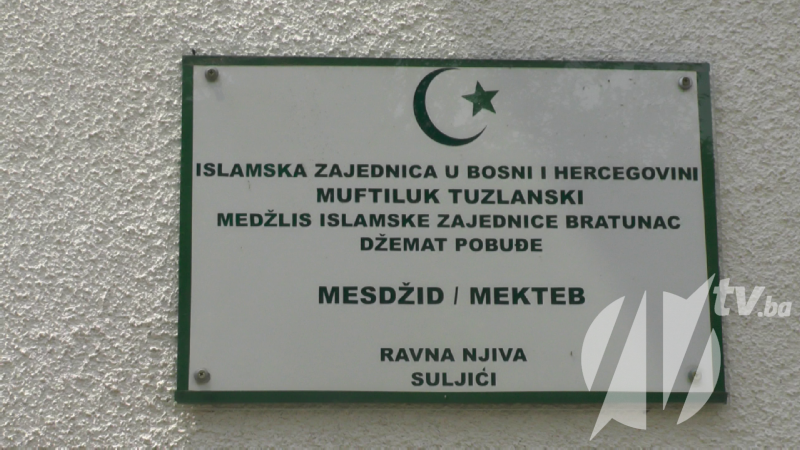 ISLAMSKA ZAJEDNICA U BOSNI I HERCEGOVINI
MUFTILUK TUZLANSKI
MEDŽLIS ISLAMSKE ZAJEDNICE BRATUNAC
DŽEMAT POBUĐE
MESDŽID / MEKTEB
RAVNA NJIVA
SULJIĆI
tv.ba